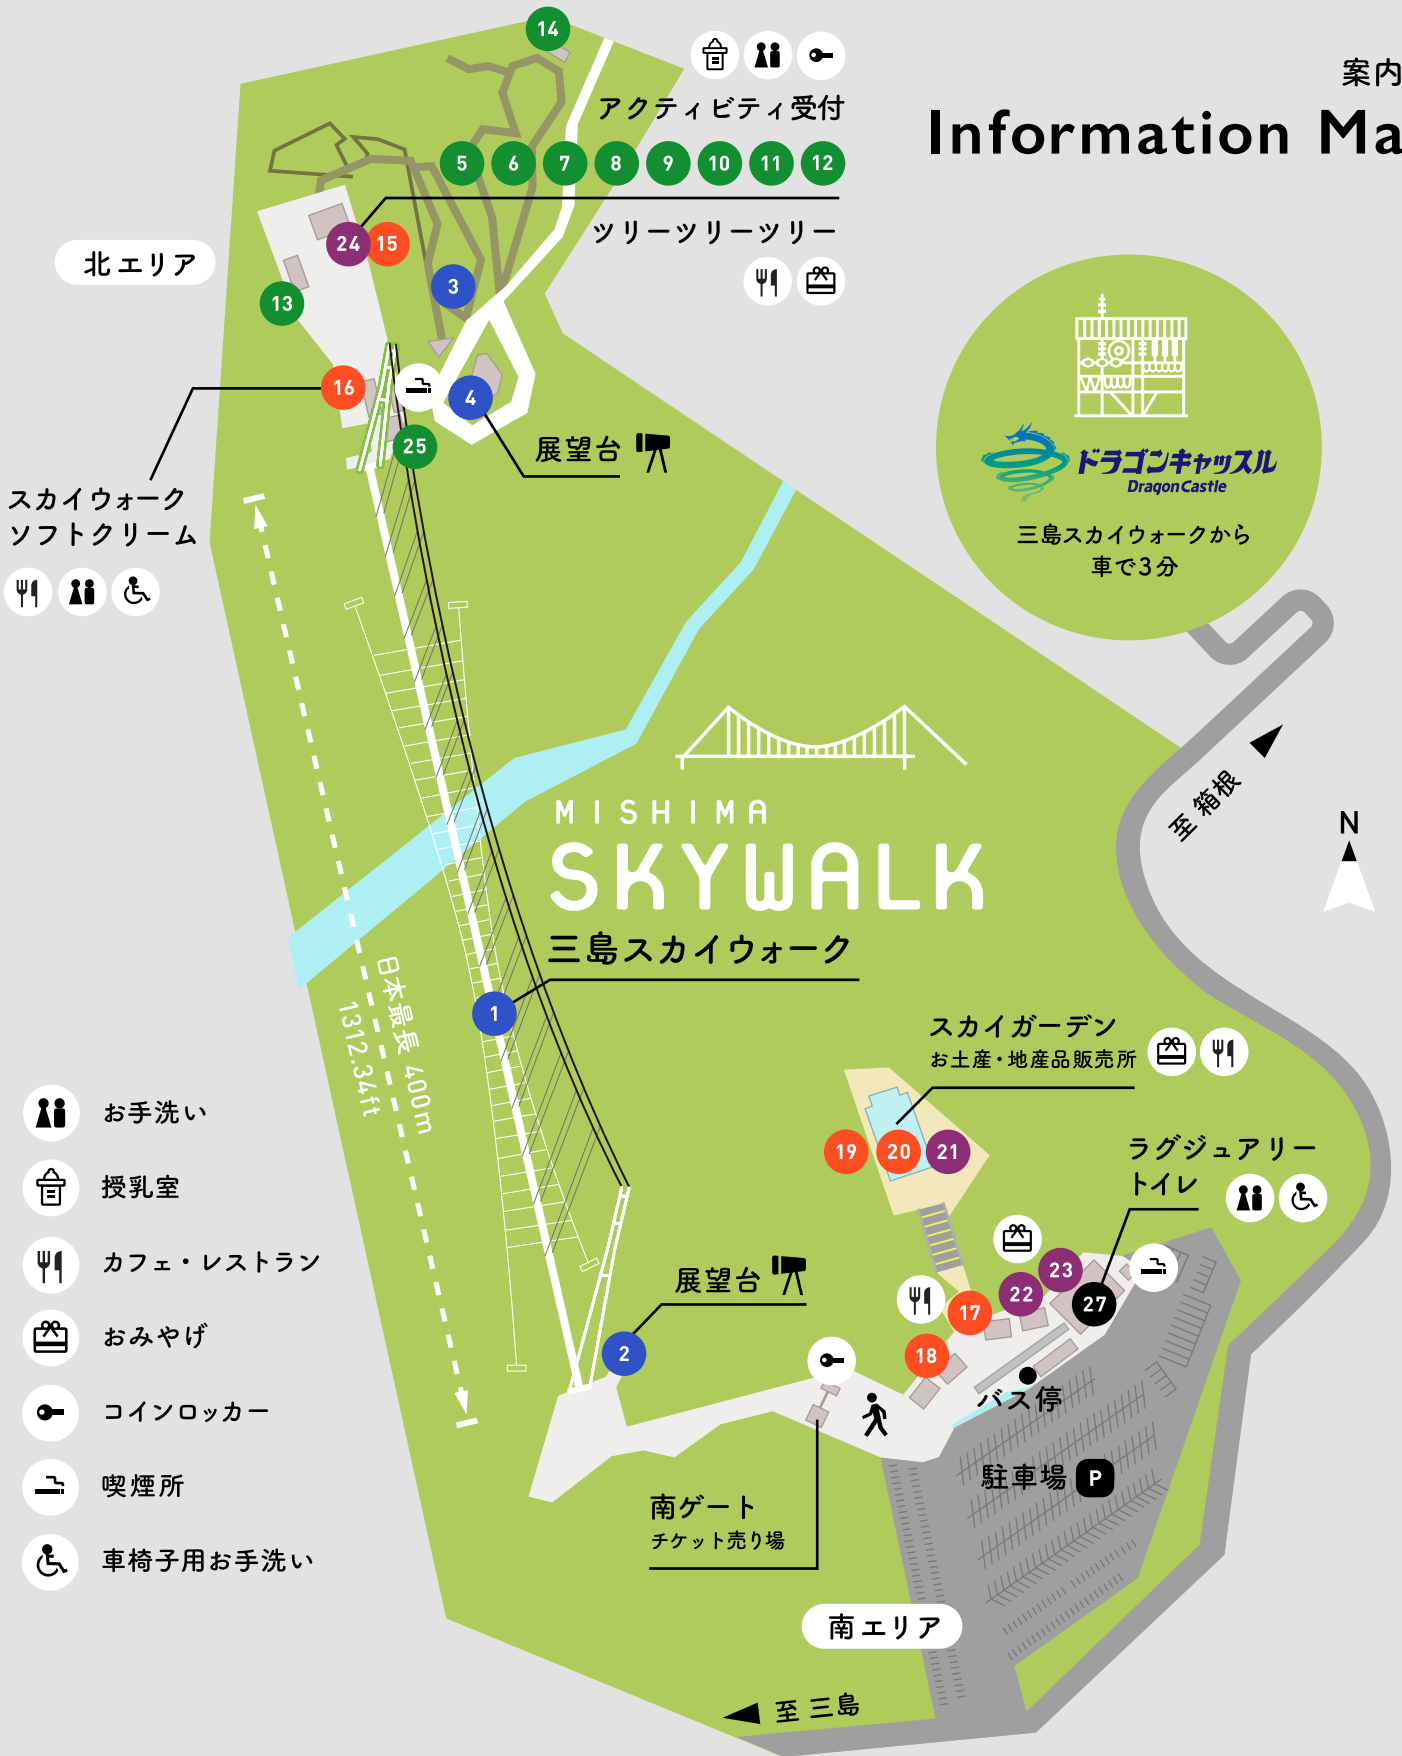 案内
Information Ma
14
アクティビティ受付
5 6 7 8 9 10 11 12
ツリーツリーツリー
24 15
北エリア
13
3
16
4
25
展望台
スカイウォーク
ソフトクリーム
ドラゴンキャッスル
Dragon Castle
三島スカイウォークから
車で3分
至 箱根
N
MISHIMA
SKYWALK
三島スカイウォーク
1
日本最長 400m
1312.34ft
スカイガーデン
お土産・地産品販売所
19 20 21
ラグジュアリー
トイレ
お手洗い
授乳室
カフェ・レストラン
おみやげ
コインロッカー
喫煙所
車椅子用お手洗い
展望台
2
23
22
27
17
18
バス停
駐車場 P
南ゲート
チケット売り場
南エリア
至 三島